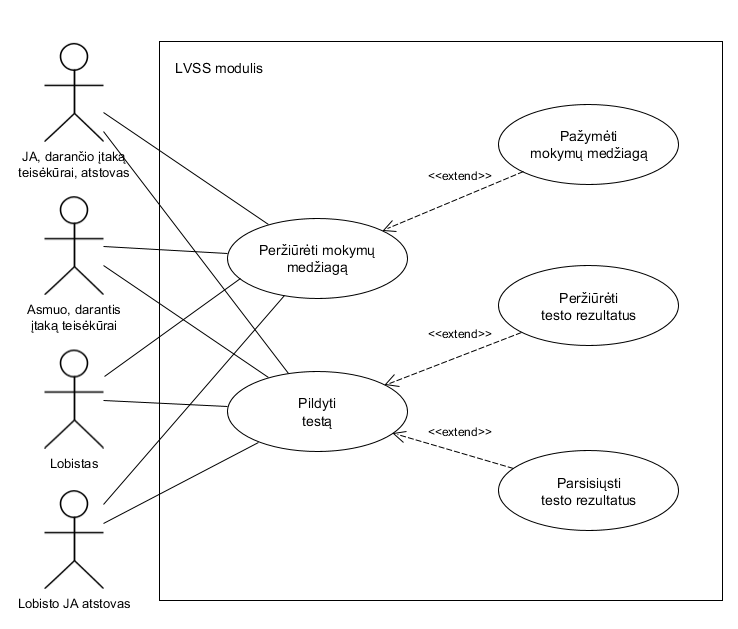 LVSS modulis
JA, darančio įtaką
teisėkūrai, atstovas
Asmuo, darantis
įtaką teisėkūrai
Lobistas
Lobisto JA atstovas
Peržiūrėti mokymų
medžiagą
Pildyti
testą
<<extend>>
Pažymėti
mokymų medžiagą
<<extend>>
Peržiūrėti
testo rezultatus
<<extend>>
Parsisiųsti
testo rezultatus